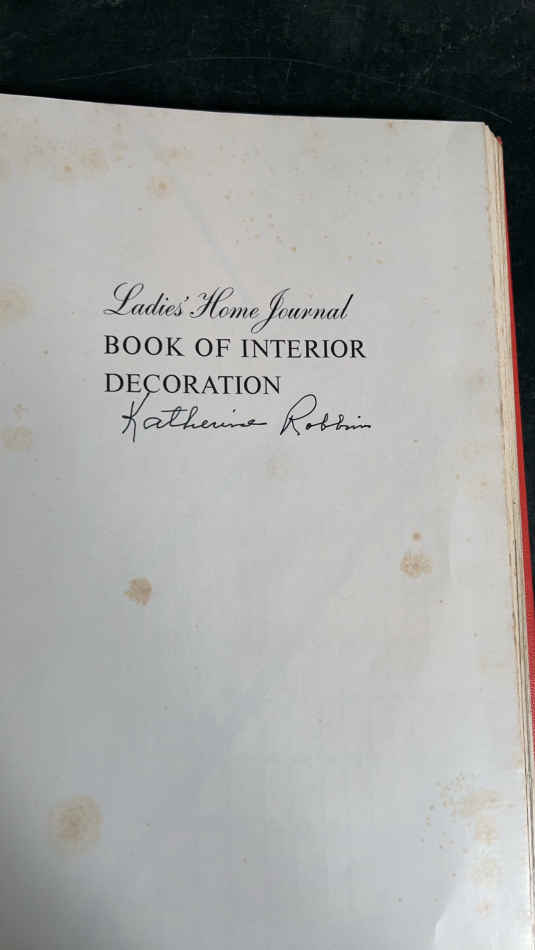 Ladies' Home Journal
BOOK OF INTERIOR
DECORATION
Katherine Robbins